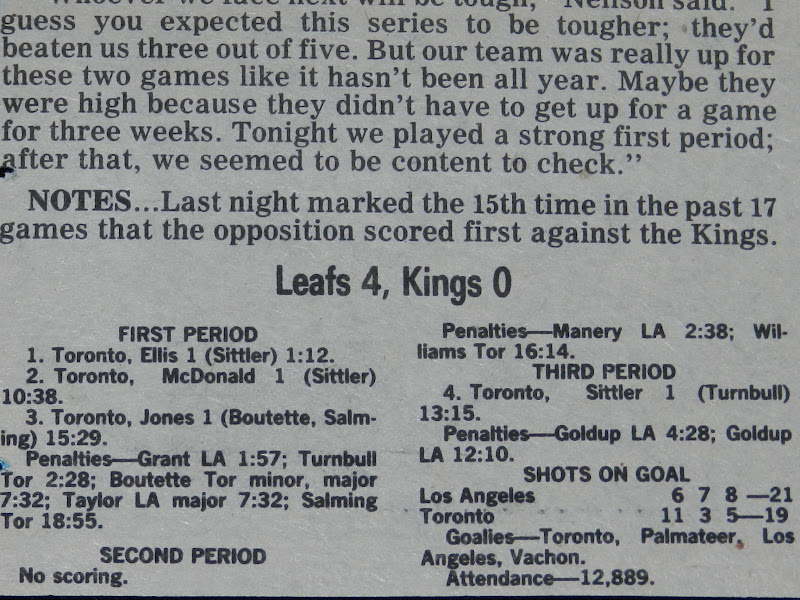 Whoever we face next will be tough," Neilson said. "I
guess you expected this series to be tougher; they'd
beaten us three out of five. But our team was really up for
these two games like it hasn't been all year. Maybe they
were high because they didn't have to get up for a game
for three weeks. Tonight we played a strong first period;
after that, we seemed to be content to check."
NOTES...Last night marked the 15th time in the past 17
games that the opposition scored first against the Kings.
Leafs 4, Kings 0
FIRST PERIOD
1. Toronto, Ellis 1 (Sittler) 1:12.
2. Toronto, McDonald 1 (Sittler)
10:38.
3. Toronto, Jones 1 (Boutette, Salm-
ing) 15:29.
Penalties—Grant LA 1:57; Turnbull
Tor 2:28; Boutette Tor minor, major
7:32; Taylor LA major 7:32; Salming
Tor 18:55.
SECOND PERIOD
No scoring.
Penalties—Manery LA 2:38; Wil-
liams Tor 16:14.
THIRD PERIOD
4. Toronto, Sittler 1 (Turnbull)
13:15.
Penalties—Goldup LA 4:28; Goldup
LA 12:10.
SHOTS ON GOAL
Los Angeles 6 7 8 —21
Toronto 11 3 5—19
Goalies—Toronto, Palmateer, Los
Angeles, Vachon.
Attendance—12,889.